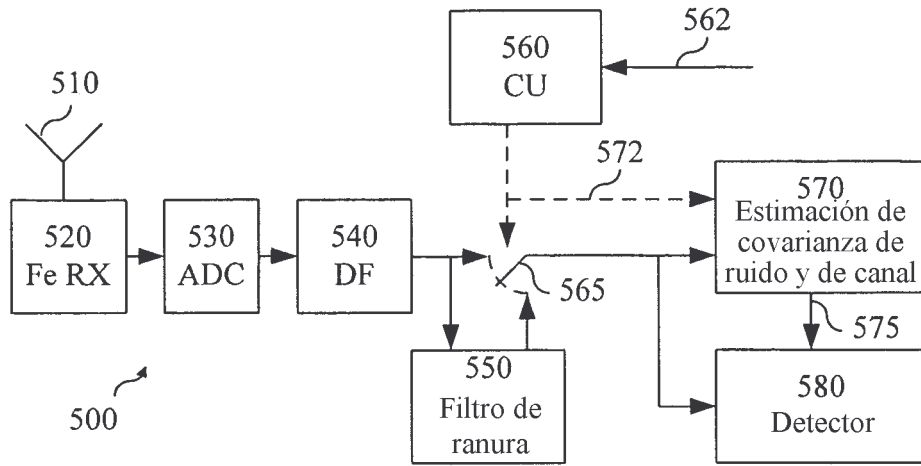 560
CU
562
510
572
520
Fe RX
530
ADC
540
DF
565
570
Estimación de
covarianza de
ruido y de canal
575
550
Filtro de
ranura
580
Detector
500